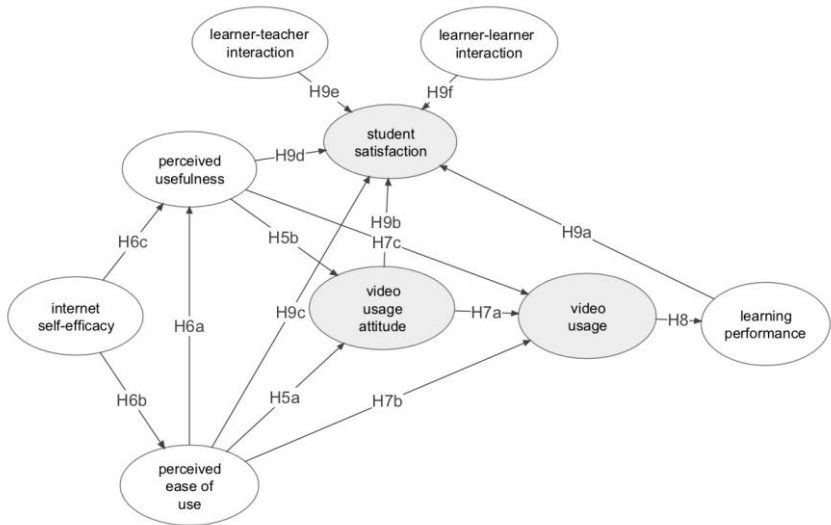 learner-teacher
interaction
learner-learner
interaction
H9e
H9f
student
satisfaction
perceived
usefulness
H9d
H9b
H9a
H6c
H5b
H7c
internet
self-efficacy
H6a
H9c
video
usage
attitude
H7a
video
usage
H8
learning
performance
H6b
H5a
H7b
perceived
ease of
use